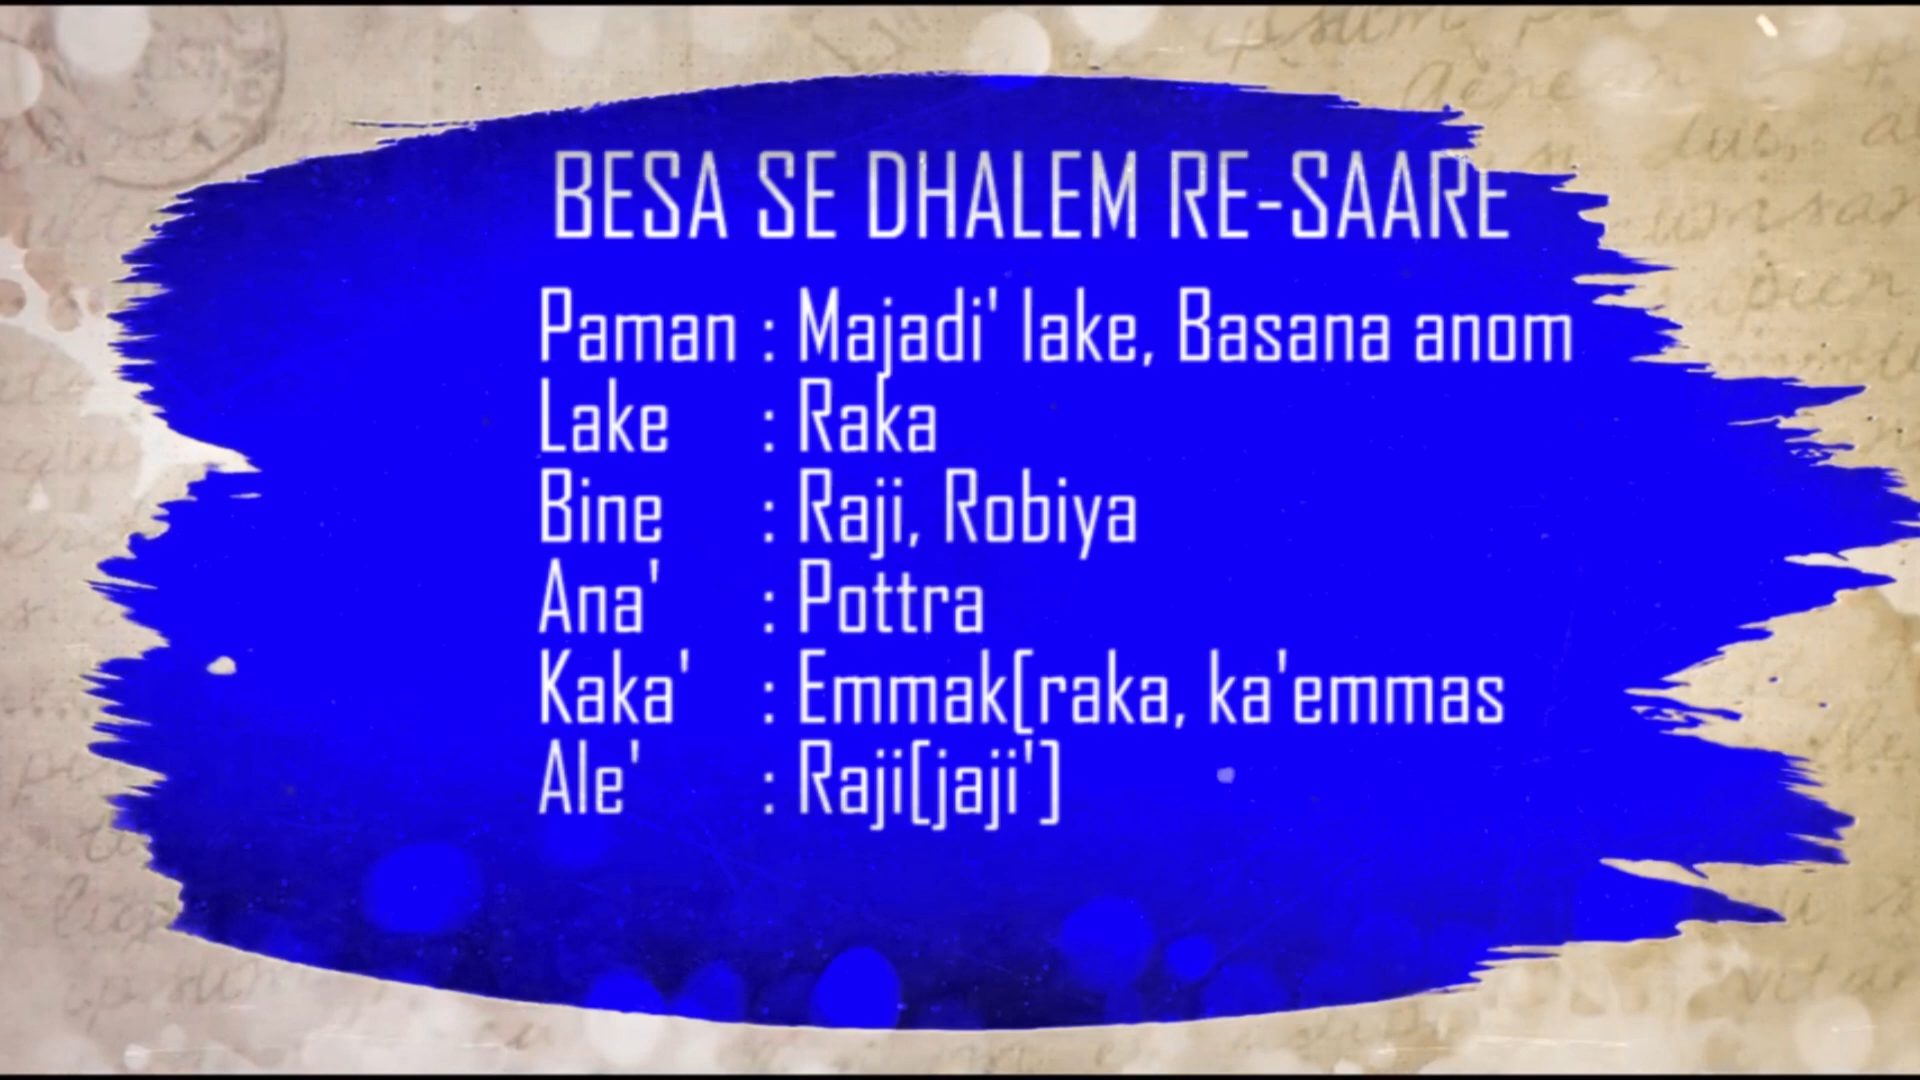 BESA SE DHALEM RE-SAARE
Paman : Majadi' lake, Basana anom
Lake : Raka
Bine : Raji, Robiya
Ana' : Pottra
Kaka' : Emmak[raka, ka'emmas
Ale' : Raji[jaji']